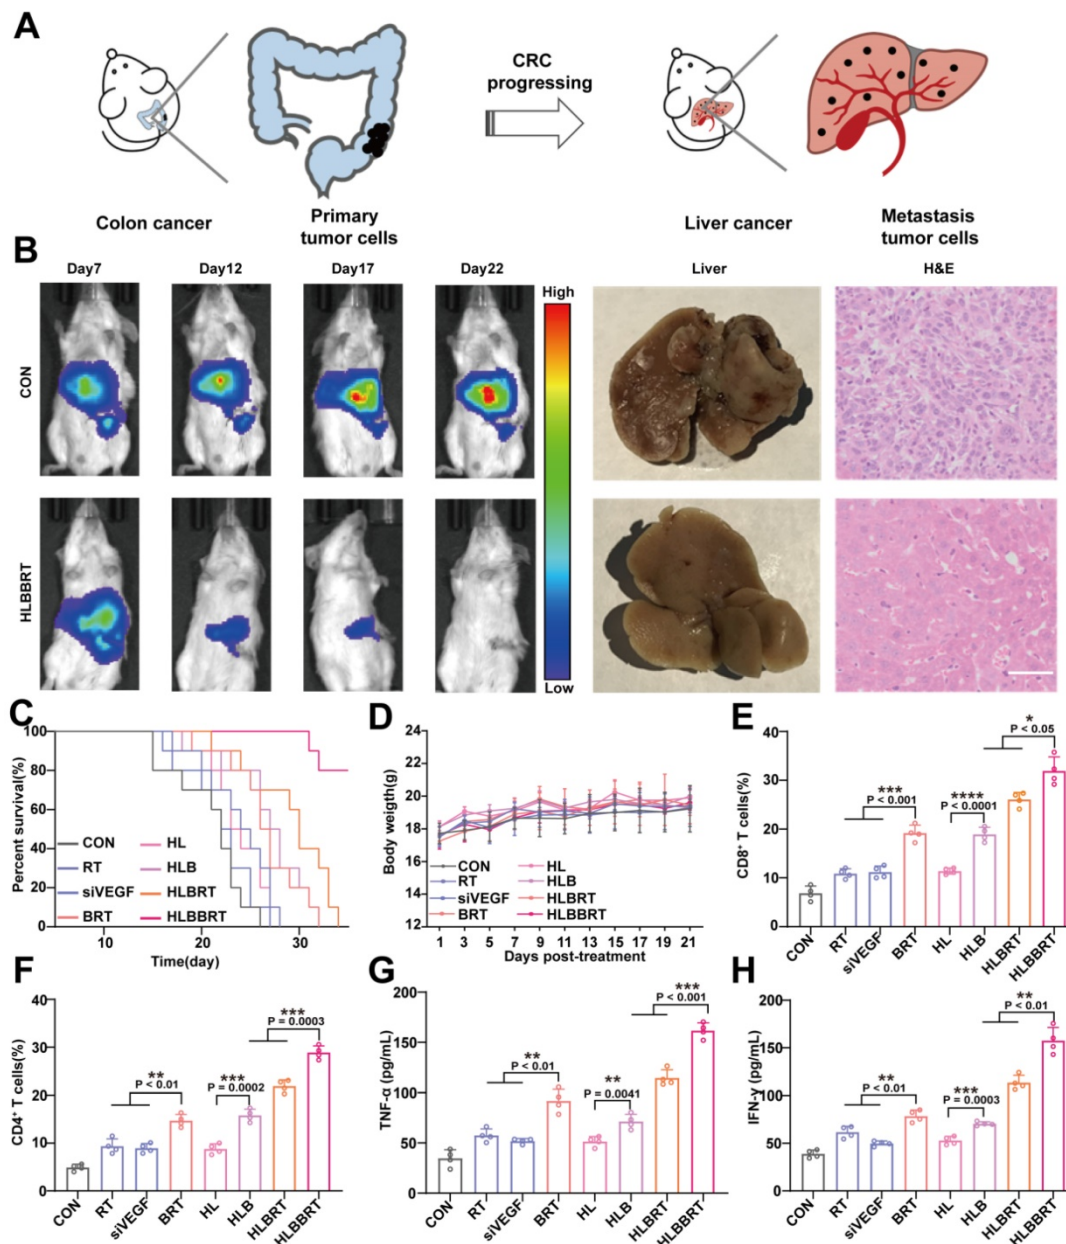 A
CRC
progressing
Colon cancer
Primary
tumor cells
Liver cancer
Metastasis
tumor cells
B
Day7
Day12
Day17
Day22
Liver
H&E
CON
HLBBRT
High
Low
C
Percent survival(%)
100
80
60
40
20
0
CON
RT
siVEGF
BRT
HL
HLB
HLBRT
HLBBRT
10
20
30
Time(day)
D
Body weigth(g)
24
22
20
18
16
14
12
CON
RT
siVEGF
BRT
HL
HLB
HLBRT
HLBBRT
1 3 5 7 9 11 13 15 17 19 21
Days post-treatment
E
CD8⁺ T cells(%)
40
30
20
10
0
***
P < 0.001
****
P < 0.0001
*
P < 0.05
CON
RT
siVEGF
BRT
HL
HLB
HLBRT
HLBBRT
F
CD4⁺ T cells(%)
40
30
20
10
0
**
P < 0.01
***
P = 0.0002
***
P = 0.0003
CON
RT
siVEGF
BRT
HL
HLB
HLBRT
HLBBRT
G
TNF-α (pg/mL)
200
150
100
50
0
**
P < 0.01
**
P = 0.0041
***
P < 0.001
CON
RT
siVEGF
BRT
HL
HLB
HLBRT
HLBBRT
H
IFN-γ (pg/mL)
200
150
100
50
0
**
P < 0.01
***
P = 0.0003
**
P < 0.01
CON
RT
siVEGF
BRT
HL
HLB
HLBRT
HLBBRT